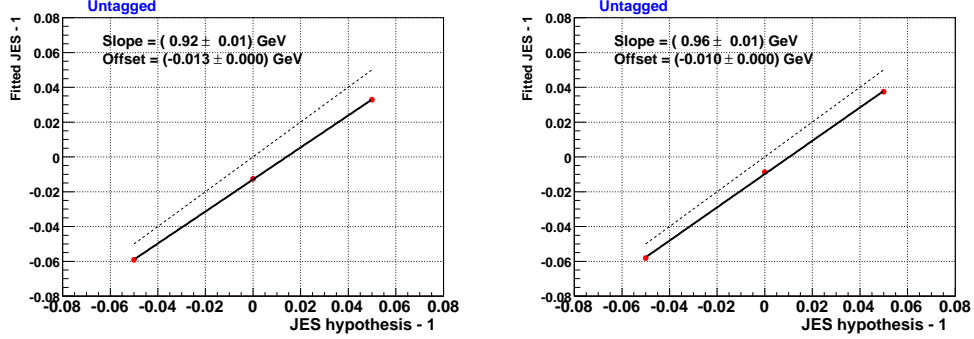 Untagged
Slope = ( 0.92 ± 0.01) GeV
Offset = (-0.013 ± 0.000) GeV
Fitted JES - 1
0.08
0.06
0.04
0.02
0
-0.02
-0.04
-0.06
-0.08
-0.08 -0.06 -0.04 -0.02 0 0.02 0.04 0.06 0.08
JES hypothesis - 1
Untagged
Slope = ( 0.96 ± 0.01) GeV
Offset = (-0.010 ± 0.000) GeV
Fitted JES - 1
0.08
0.06
0.04
0.02
0
-0.02
-0.04
-0.06
-0.08
-0.08 -0.06 -0.04 -0.02 0 0.02 0.04 0.06 0.08
JES hypothesis - 1